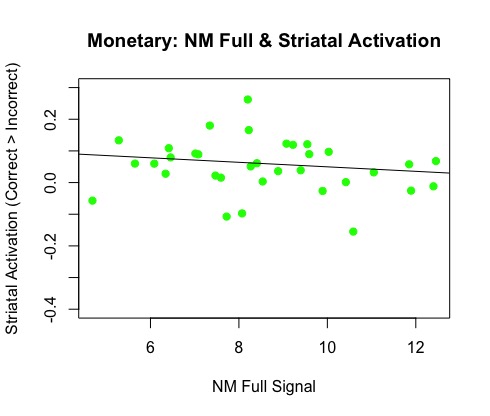 Monetary: NM Full & Striatal Activation
Striatal Activation (Correct > Incorrect)
0.2
0.0
-0.2
-0.4
6 8 10 12
NM Full Signal